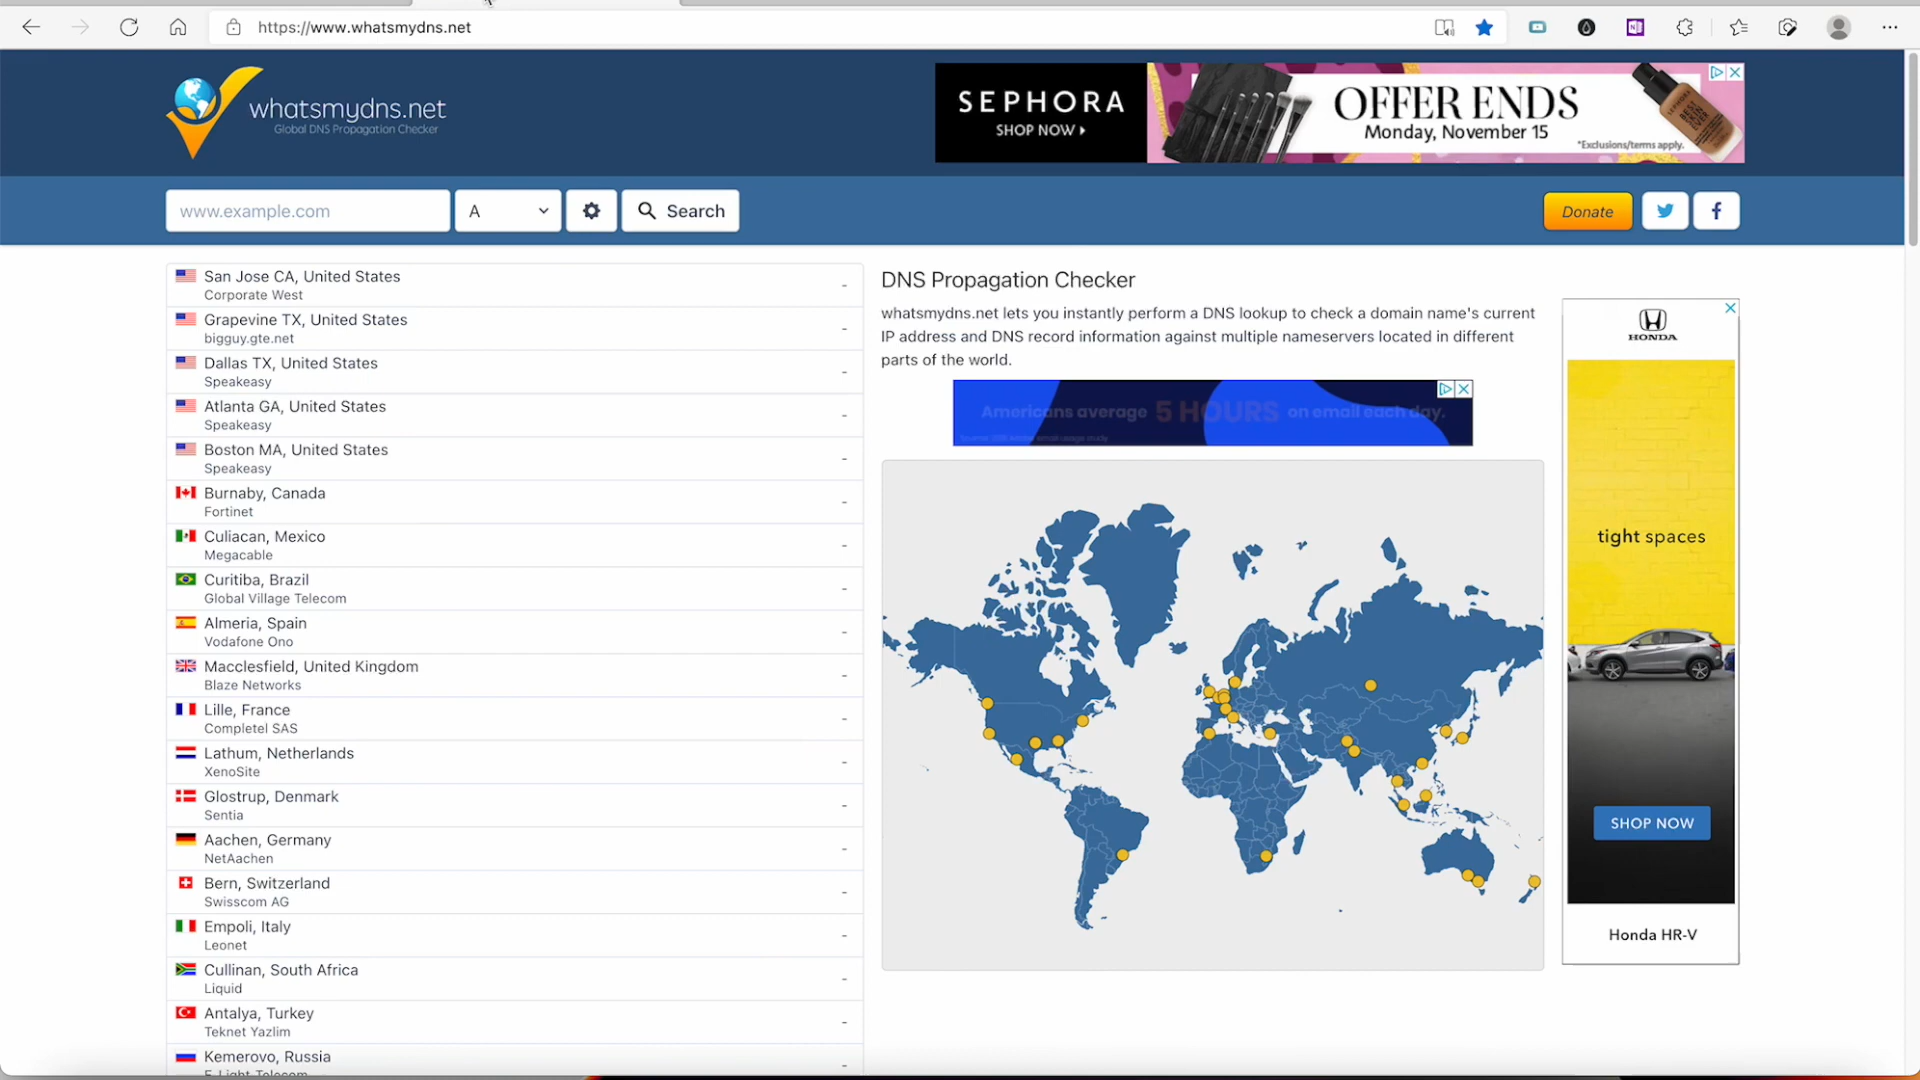 https://www.whatsmydns.net
whatsmydns.net
Global DNS Propagation Checker
SEPHORA
SHOP NOW
OFFER ENDS
Monday, November 15
*Exclusions/terms apply.
www.example.com
A
Search
Donate
San Jose CA, United States
Corporate West
-
Grapevine TX, United States
bigguy.gte.net
-
Dallas TX, United States
Speakeasy
-
Atlanta GA, United States
Speakeasy
-
Boston MA, United States
Speakeasy
-
Burnaby, Canada
Fortinet
-
Culiacan, Mexico
Megacable
-
Curitiba, Brazil
Global Village Telecom
-
Almeria, Spain
Vodafone Ono
-
Macclesfield, United Kingdom
Blaze Networks
-
Lille, France
Completel SAS
-
Lathum, Netherlands
XenoSite
-
Glostrup, Denmark
Sentia
-
Aachen, Germany
NetAachen
-
Bern, Switzerland
Swisscom AG
-
Empoli, Italy
Leonet
-
Cullinan, South Africa
Liquid
-
Antalya, Turkey
Teknet Yazlim
-
Kemerovo, Russia
E-Light-Telecom
-
DNS Propagation Checker
whatsmydns.net lets you instantly perform a DNS lookup to check a domain name's current
IP address and DNS record information against multiple nameservers located in different
parts of the world.
Americans average 5 HOURS on email each day.
HONDA
tight spaces
SHOP NOW
Honda HR-V